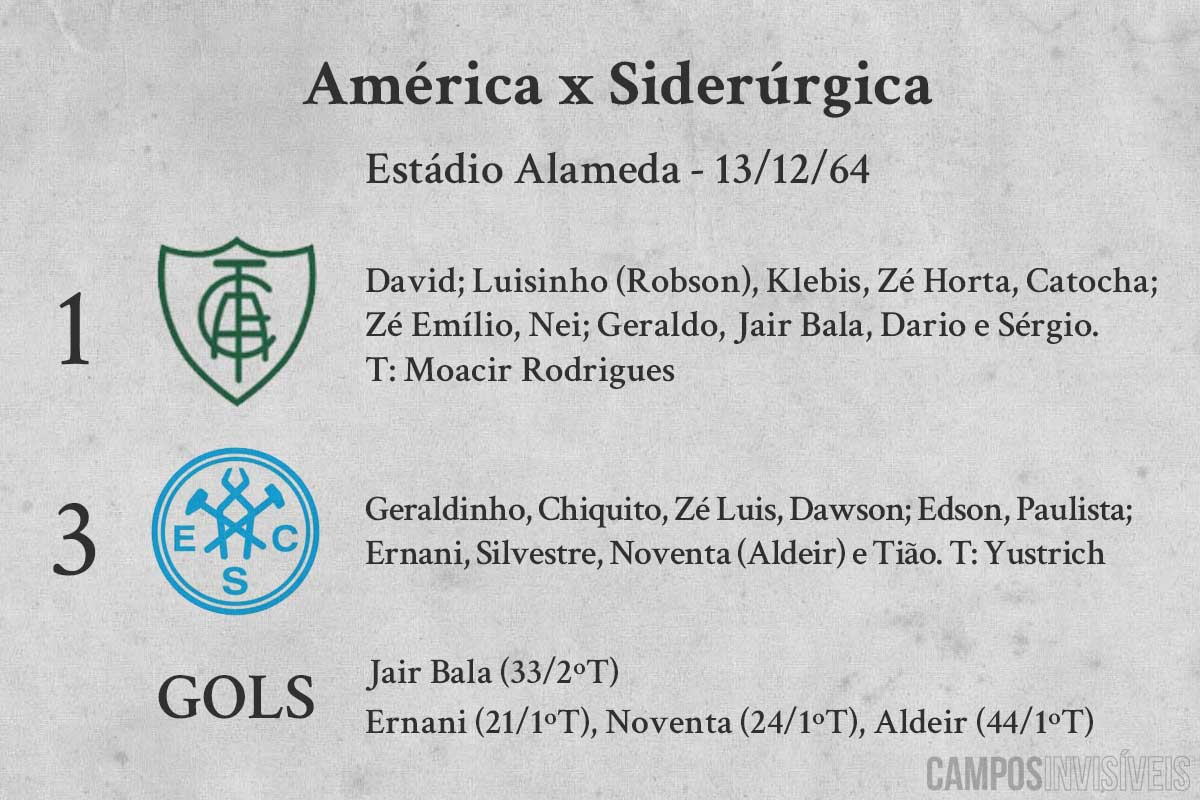 América x Siderúrgica
Estádio Alameda - 13/12/64
1
David; Luisinho (Robson), Klebis, Zé Horta, Catocha;
Zé Emílio, Nei; Geraldo, Jair Bala, Dario e Sérgio.
T: Moacir Rodrigues
3
E C
S
Geraldinho, Chiquito, Zé Luis, Dawson; Edson, Paulista;
Ernani, Silvestre, Noventa (Aldeir) e Tião. T: Yustrich
GOLS
Jair Bala (33/2ºT)
Ernani (21/1ºT), Noventa (24/1ºT), Aldeir (44/1ºT)
CAMPOSINVISÍVEIS